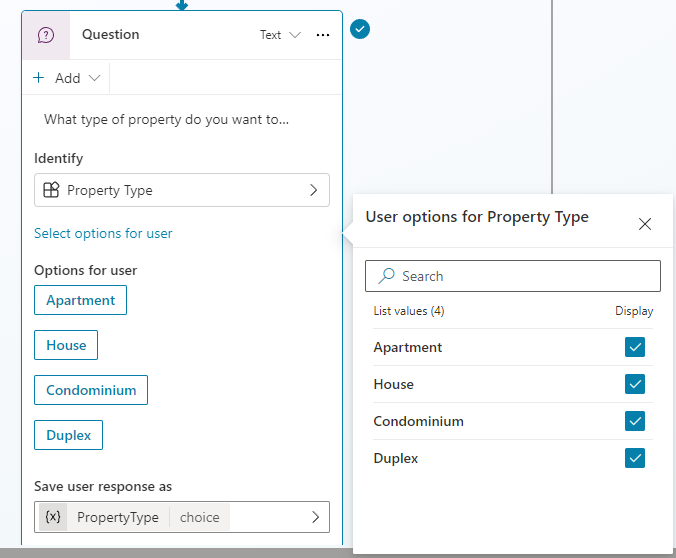 Question
Text
Add
What type of property do you want to...
Identify
Property Type
Select options for user
Options for user
Apartment
House
Condominium
Duplex
Save user response as
{x} PropertyType choice
User options for Property Type
Search
List values (4) Display
Apartment
House
Condominium
Duplex